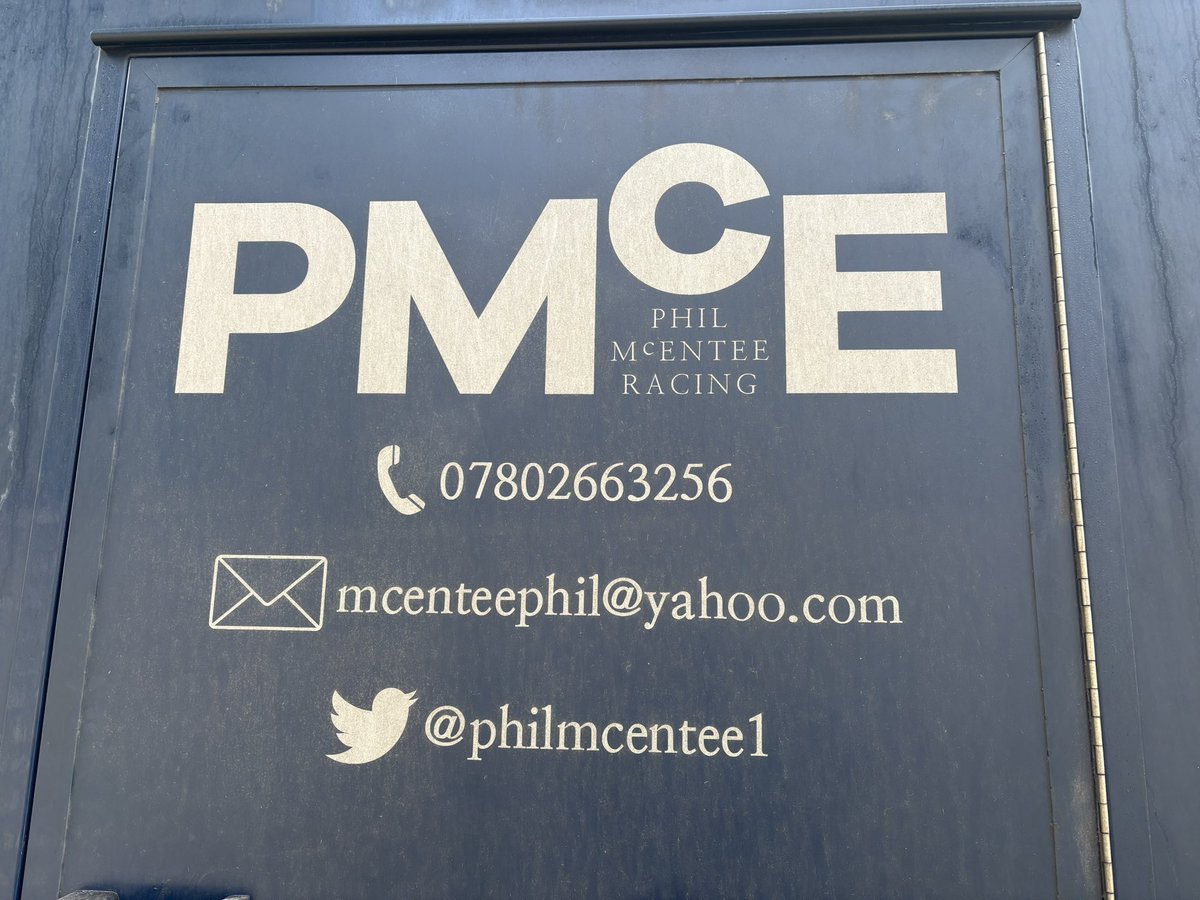 PMcE
PHIL
McENTEE
RACING
07802663256
mcenteephil@yahoo.com
@philmcentee1